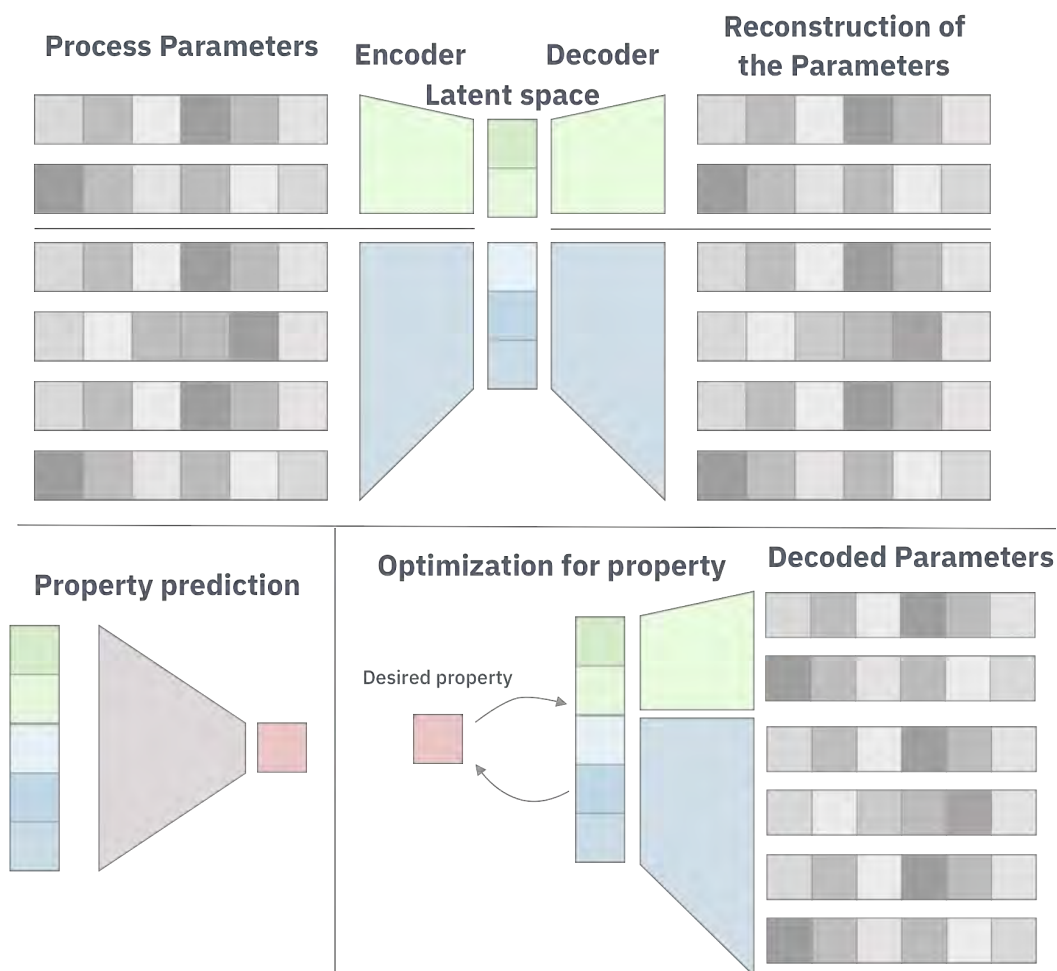 Process Parameters
Encoder
Decoder
Reconstruction of
the Parameters
Latent space
Property prediction
Optimization for property
Decoded Parameters
Desired property